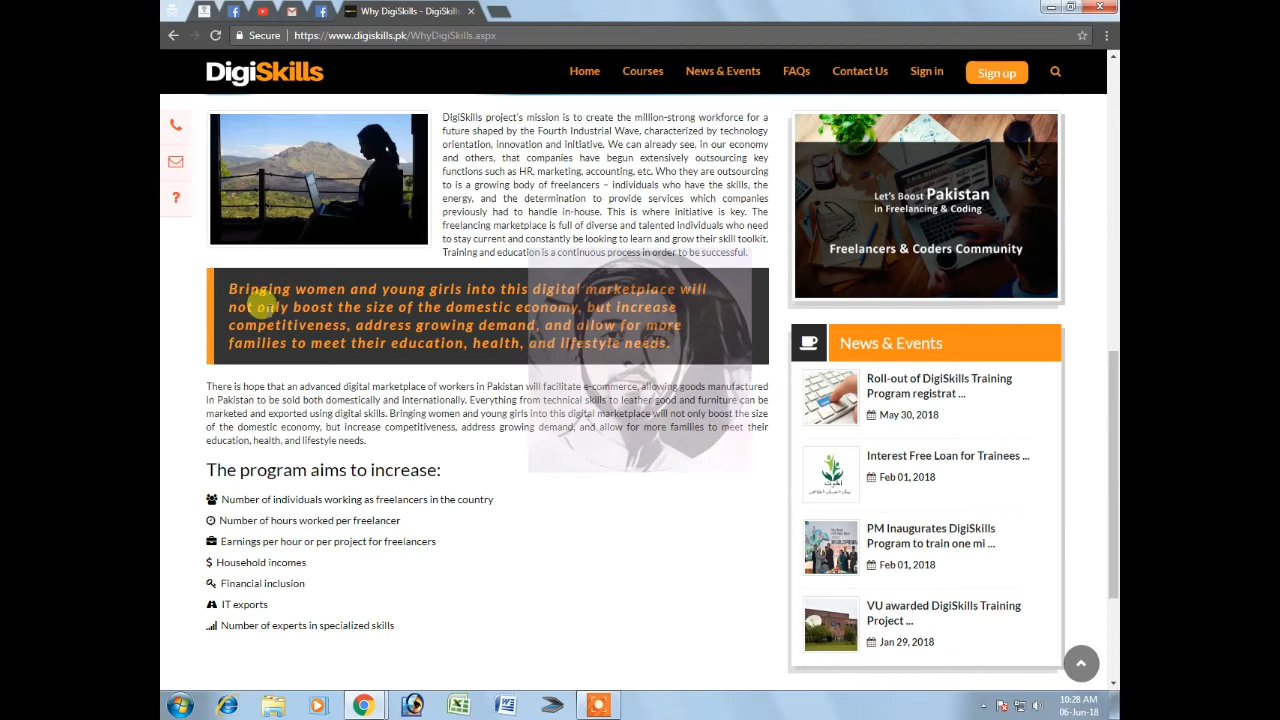 Why DigiSkills - DigiSkills
Secure
https://www.digiskills.pk/WhyDigiSkills.aspx
DigiSkills
Home
Courses
News & Events
FAQs
Contact Us
Sign in
Sign up
DigiSkills project's mission is to create the million-strong workforce for a
future shaped by the Fourth Industrial Wave, characterized by technology
orientation, innovation and initiative. We can already see, in our economy
and others, that companies have begun extensively outsourcing key
functions such as HR, marketing, accounting, etc. Who they are outsourcing
to is a growing body of freelancers – individuals who have the skills, the
energy, and the determination to provide services which companies
previously had to handle in-house. This is where initiative is key. The
freelancing marketplace is full of diverse and talented individuals who need
to stay current and constantly be looking to learn and grow their skill toolkit.
Training and education is a continuous process in order to be successful.
Bringing women and young girls into this digital marketplace will
not only boost the size of the domestic economy, but increase
competitiveness, address growing demand, and allow for more
families to meet their education, health, and lifestyle needs.
There is hope that an advanced digital marketplace of workers in Pakistan will facilitate e-commerce, allowing goods manufactured
in Pakistan to be sold both domestically and internationally. Everything from technical skills to leather good and furniture can be
marketed and exported using digital skills. Bringing women and young girls into this digital marketplace will not only boost the size
of the domestic economy, but increase competitiveness, address growing demand, and allow for more families to meet their
education, health, and lifestyle needs.
The program aims to increase:
Number of individuals working as freelancers in the country
Number of hours worked per freelancer
Earnings per hour or per project for freelancers
Household incomes
Financial inclusion
IT exports
Number of experts in specialized skills
Let's Boost Pakistan
in Freelancing & Coding
Freelancers & Coders Community
News & Events
Roll-out of DigiSkills Training
Program registrat ...
May 30, 2018
Interest Free Loan for Trainees ...
Feb 01, 2018
PM Inaugurates DigiSkills
Program to train one mi ...
Feb 01, 2018
VU awarded DigiSkills Training
Project ...
Jan 29, 2018
10:28 AM
06-Jun-18